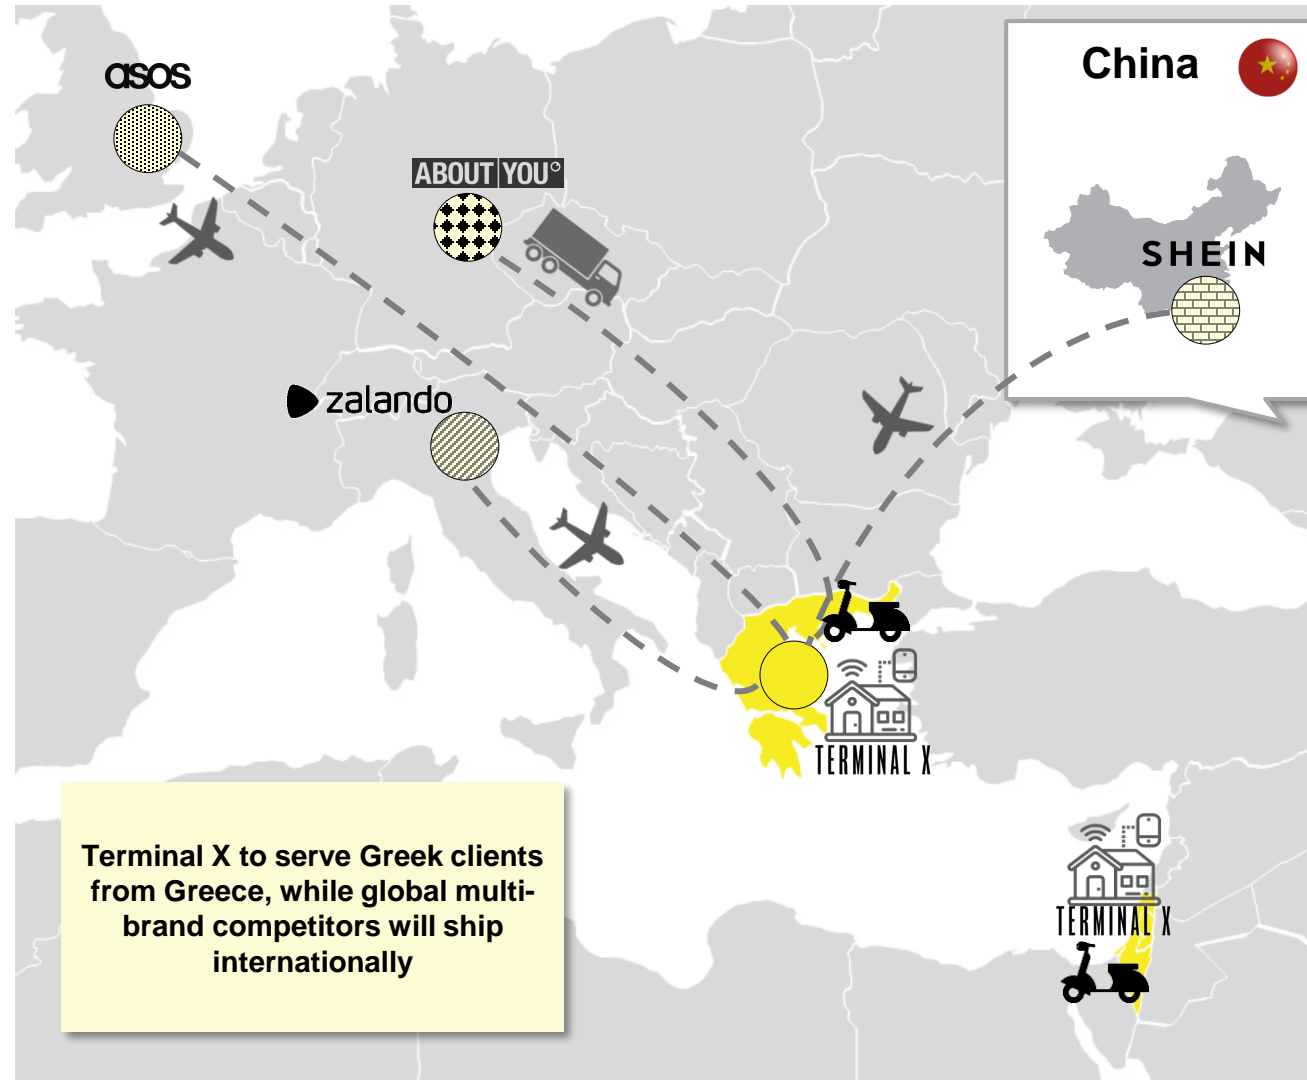 asos
China
ABOUT YOU°
SHEIN
zalando
TERMINAL X
Terminal X to serve Greek clients
from Greece, while global multi-
brand competitors will ship
internationally
TERMINAL X